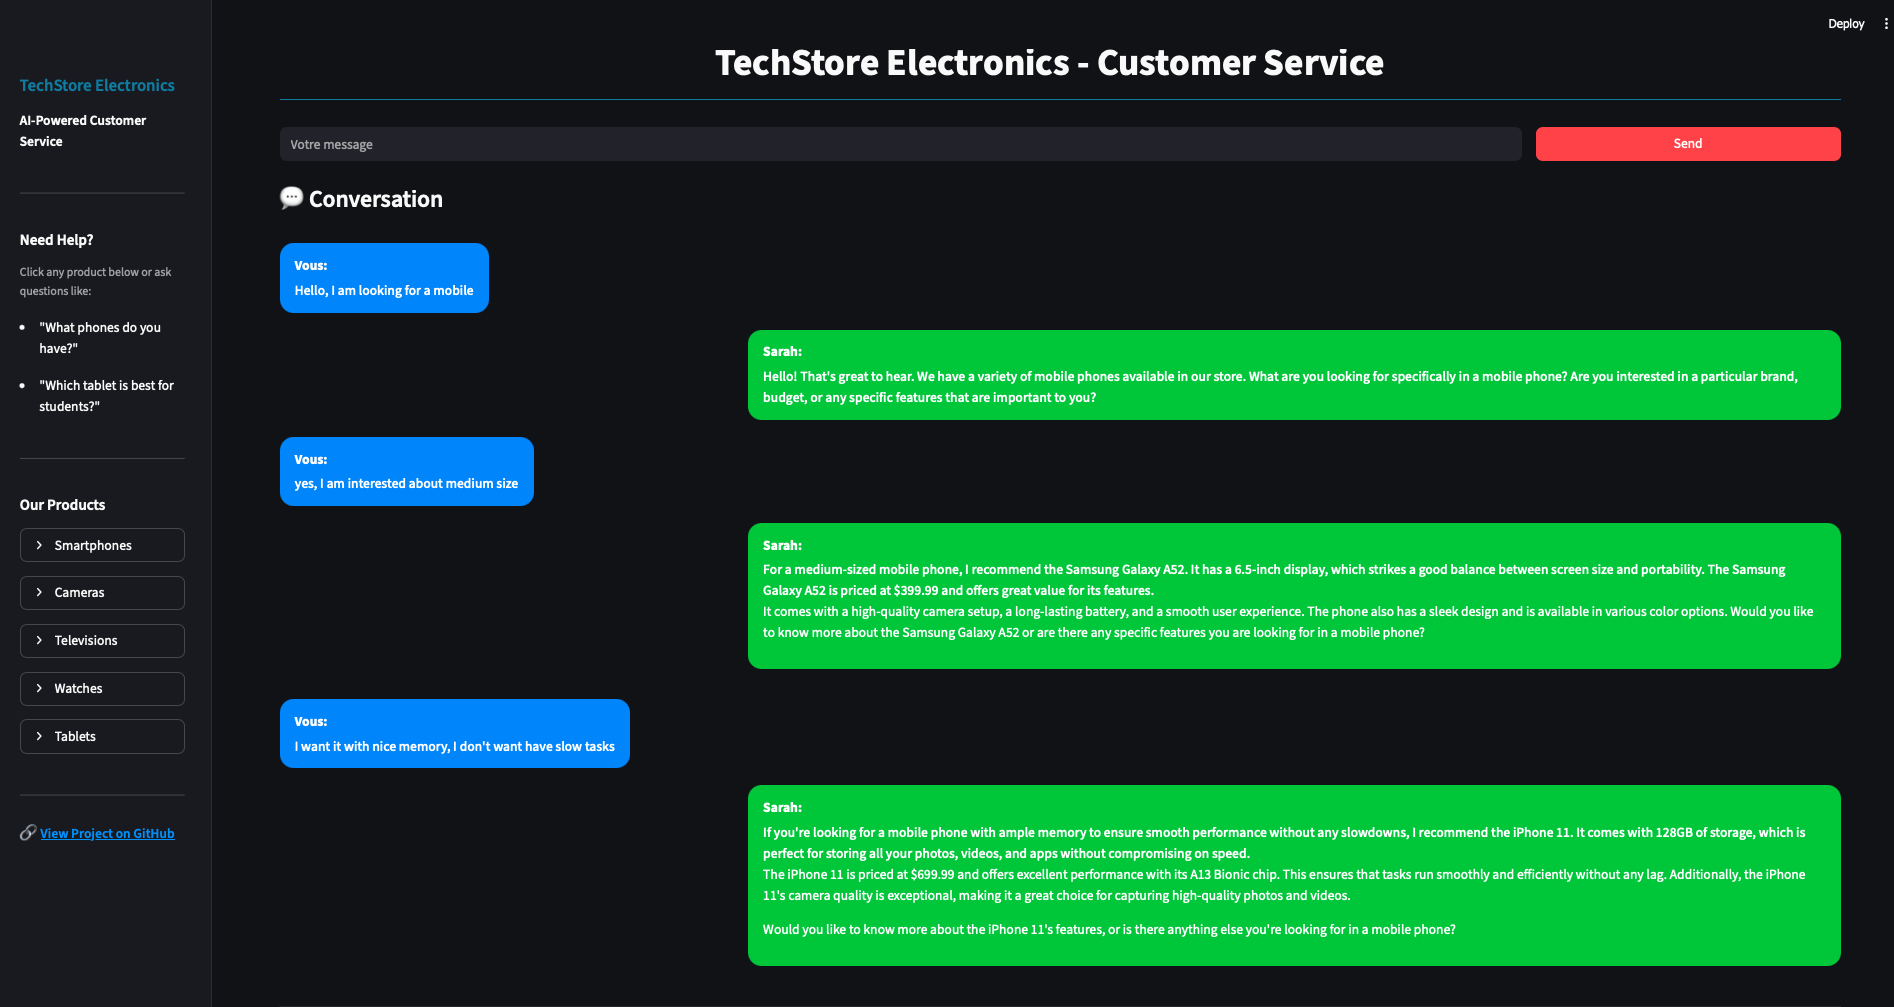 TechStore Electronics
AI-Powered Customer
Service
Need Help?
Click any product below or ask
questions like:
"What phones do you
have?"
"Which tablet is best for
students?"
Our Products
Smartphones
Cameras
Televisions
Watches
Tablets
View Project on GitHub
Deploy
TechStore Electronics - Customer Service
Votre message
Send
Conversation
Vous:
Hello, I am looking for a mobile
Sarah:
Hello! That's great to hear. We have a variety of mobile phones available in our store. What are you looking for specifically in a mobile phone? Are you interested in a particular brand,
budget, or any specific features that are important to you?
Vous:
yes, I am interested about medium size
Sarah:
For a medium-sized mobile phone, I recommend the Samsung Galaxy A52. It has a 6.5-inch display, which strikes a good balance between screen size and portability. The Samsung
Galaxy A52 is priced at $399.99 and offers great value for its features.
It comes with a high-quality camera setup, a long-lasting battery, and a smooth user experience. The phone also has a sleek design and is available in various color options. Would you like
to know more about the Samsung Galaxy A52 or are there any specific features you are looking for in a mobile phone?
Vous:
I want it with nice memory, I don't want have slow tasks
Sarah:
If you're looking for a mobile phone with ample memory to ensure smooth performance without any slowdowns, I recommend the iPhone 11. It comes with 128GB of storage, which is
perfect for storing all your photos, videos, and apps without compromising on speed.
The iPhone 11 is priced at $699.99 and offers excellent performance with its A13 Bionic chip. This ensures that tasks run smoothly and efficiently without any lag. Additionally, the iPhone
11's camera quality is exceptional, making it a great choice for capturing high-quality photos and videos.
Would you like to know more about the iPhone 11's features, or is there anything else you're looking for in a mobile phone?